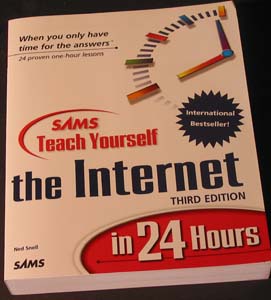 When you only have
time for the answers™
24 proven one-hour lessons
International
Bestseller!
SAMS
Teach Yourself
the Internet
THIRD EDITION
in 24 Hours
Ned Snell
SAMS